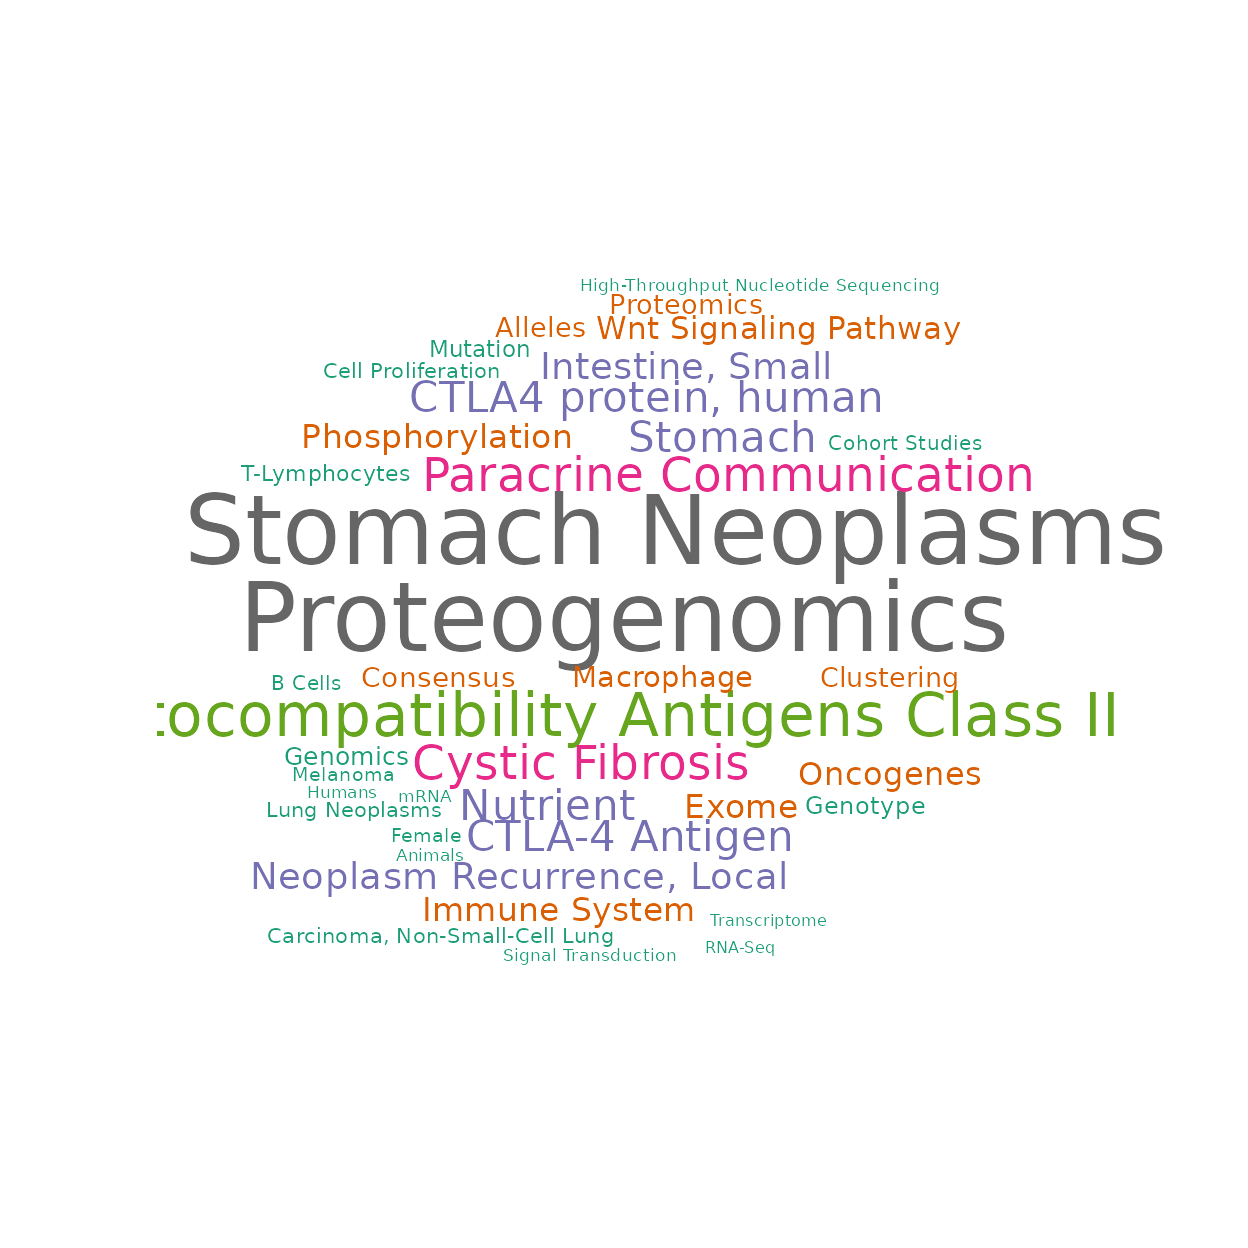 High-Throughput Nucleotide Sequencing
Proteomics
Alleles Wnt Signaling Pathway
Mutation
Intestine, Small
Cell Proliferation
CTLA4 protein, human
Phosphorylation
Stomach
Cohort Studies
T-Lymphocytes
Paracrine Communication
Stomach Neoplasms
Proteogenomics
B Cells
Consensus
Macrophage
Clustering
tocompatibility Antigens Class II
Genomics
Cystic Fibrosis
Oncogenes
Melanoma
Humans
mRNA
Lung Neoplasms
Nutrient
Exome
Genotype
Female
CTLA-4 Antigen
Animals
Neoplasm Recurrence, Local
Immune System
Transcriptome
Carcinoma, Non-Small-Cell Lung
RNA-Seq
Signal Transduction